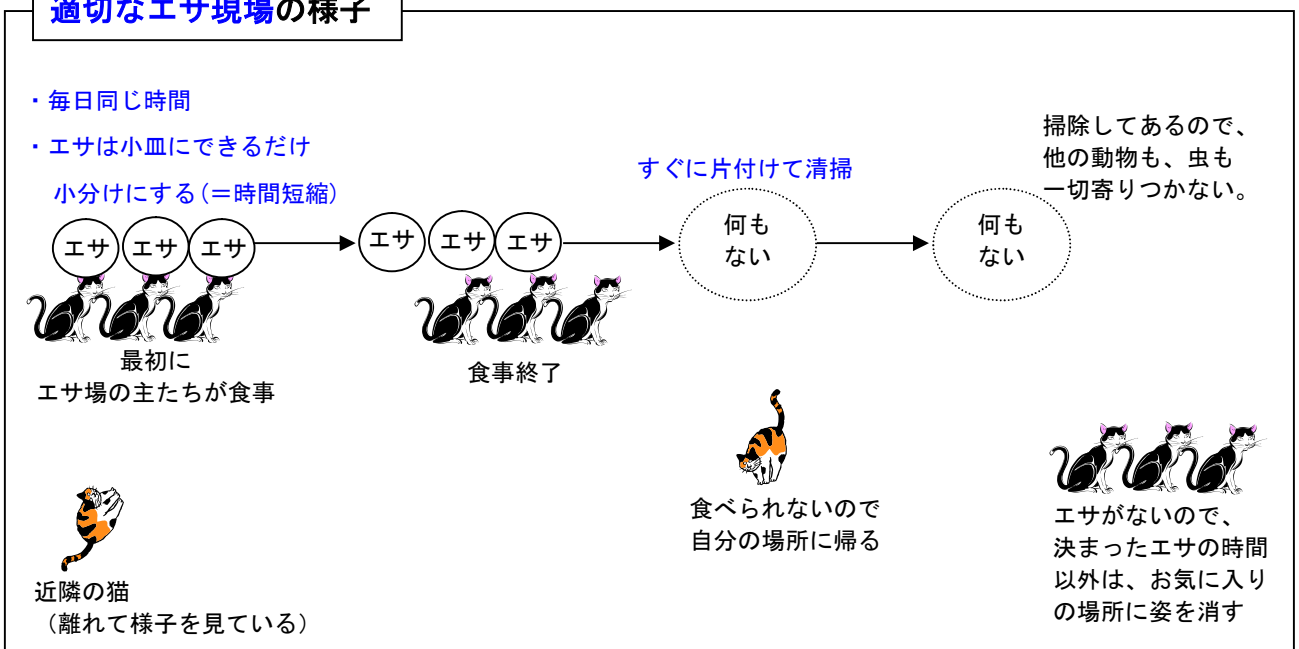 適切なエサ現場の様子
・毎日同じ時間
・エサは小皿にできるだけ
小分けにする(＝時間短縮)
エサ エサ エサ
最初に
エサ場の主たちが食事
近隣の猫
（離れて様子を見ている）
エサ エサ エサ
食事終了
すぐに片付けて清掃
何も
ない
食べられないので
自分の場所に帰る
掃除してあるので、
他の動物も、虫も
一切寄りつかない。
何も
ない
エサがないので、
決まったエサの時間
以外は、お気に入り
の場所に姿を消す